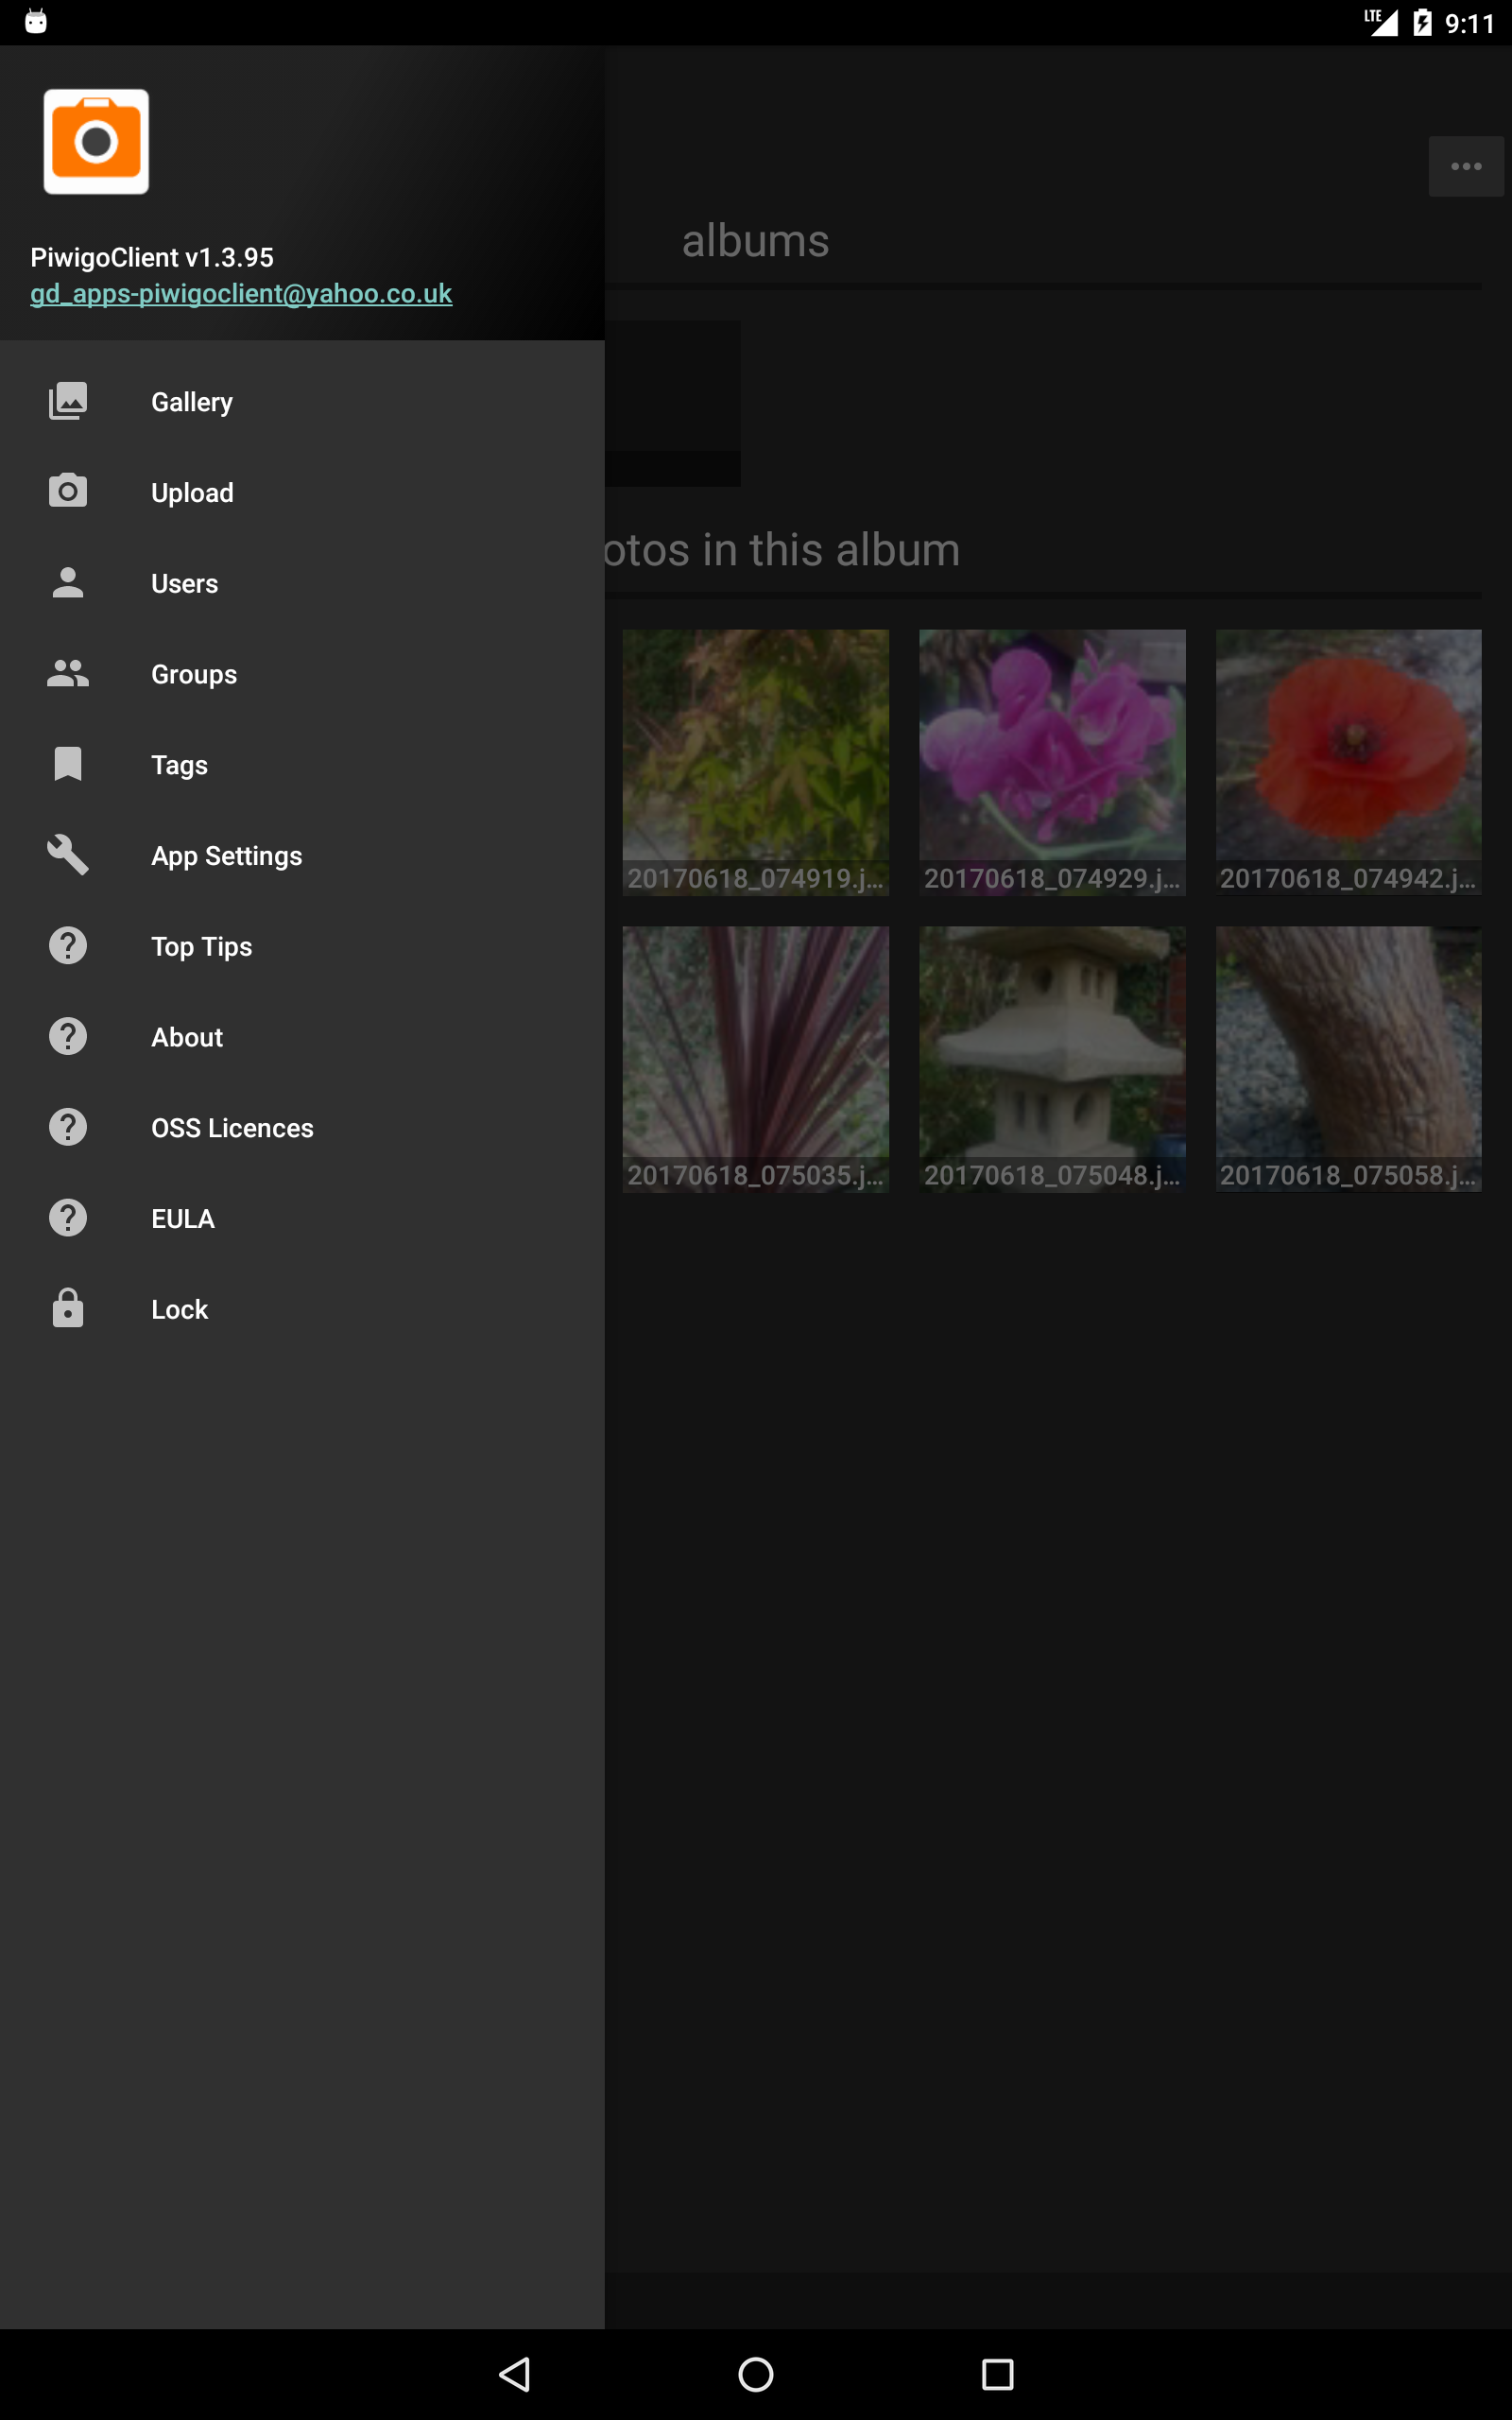 LTE 9:11
PiwigoClient v1.3.95
gd_apps-piwigoclient@yahoo.co.uk
Gallery
Upload
Users
Groups
Tags
App Settings
Top Tips
About
OSS Licences
EULA
Lock
albums
otos in this album
20170618_074919.j...
20170618_074929.j...
20170618_074942.j...
20170618_075035.j...
20170618_075048.j...
20170618_075058.j...